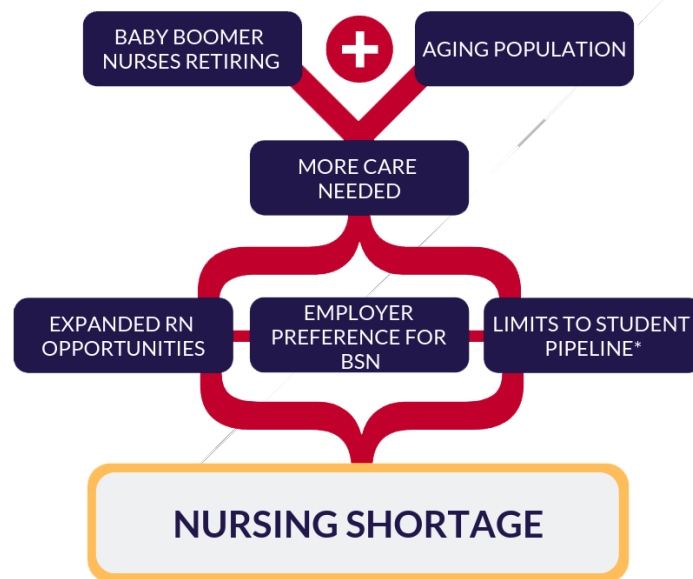 BABY BOOMER
NURSES RETIRING
+
AGING POPULATION
MORE CARE
NEEDED
EXPANDED RN
OPPORTUNITIES
EMPLOYER
PREFERENCE FOR
BSN
LIMITS TO STUDENT
PIPELINE*
NURSING SHORTAGE